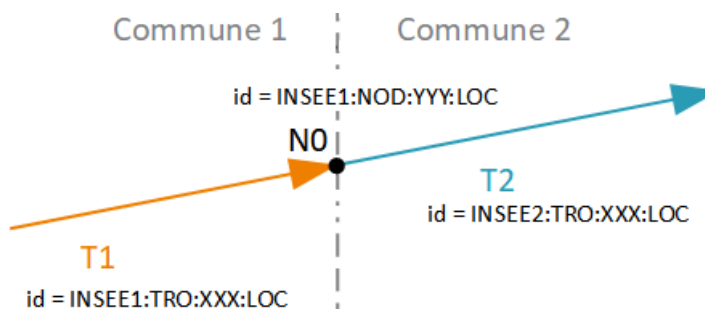 Commune 1
Commune 2
id = INSEE1:NOD:YYY:LOC
N0
T2
id = INSEE2:TRO:XXX:LOC
T1
id = INSEE1:TRO:XXX:LOC